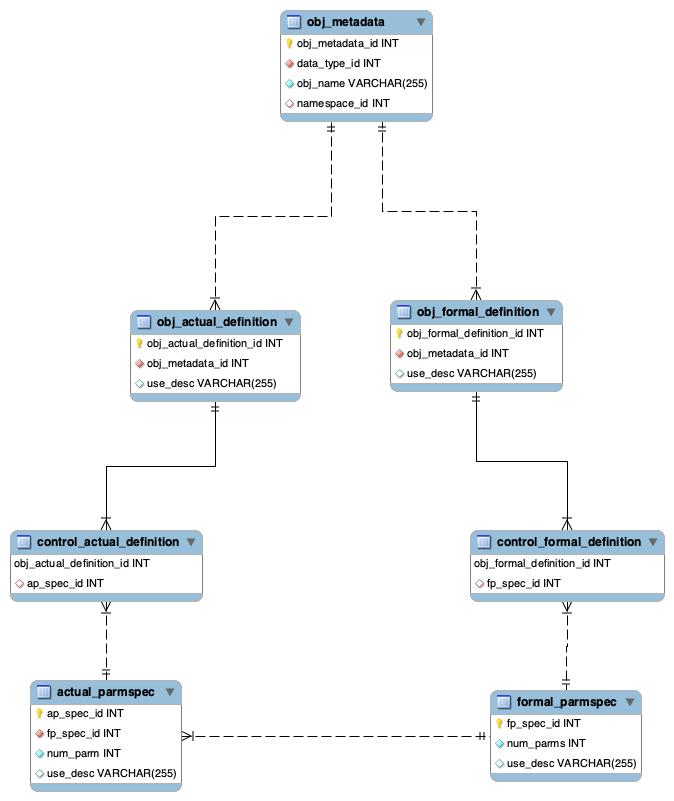 obj_metadata
obj_metadata_id INT
data_type_id INT
obj_name VARCHAR(255)
namespace_id INT
obj_actual_definition
obj_actual_definition_id INT
obj_metadata_id INT
use_desc VARCHAR(255)
obj_formal_definition
obj_formal_definition_id INT
obj_metadata_id INT
use_desc VARCHAR(255)
control_actual_definition
obj_actual_definition_id INT
ap_spec_id INT
control_formal_definition
obj_formal_definition_id INT
fp_spec_id INT
actual_parmspec
ap_spec_id INT
fp_spec_id INT
num_parm INT
use_desc VARCHAR(255)
formal_parmspec
fp_spec_id INT
num_parms INT
use_desc VARCHAR(255)